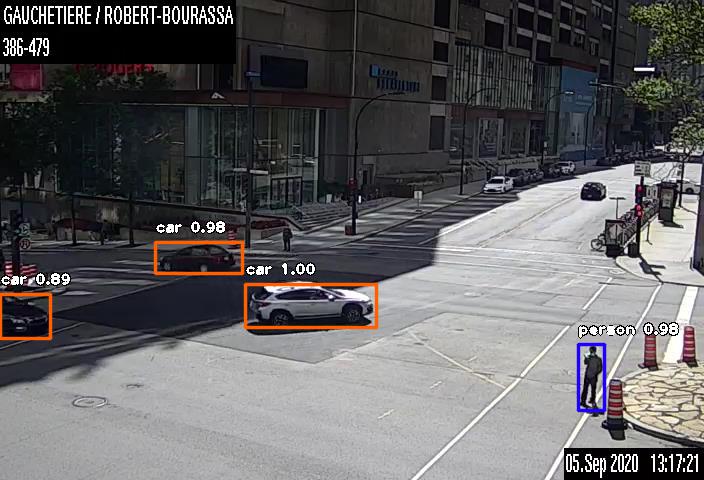 GAUCHETIERE / ROBERT-BOURASSA
386-479
car 0.98
car 1.00
car 0.89
person 0.98
05.Sep 2020 13:17:21